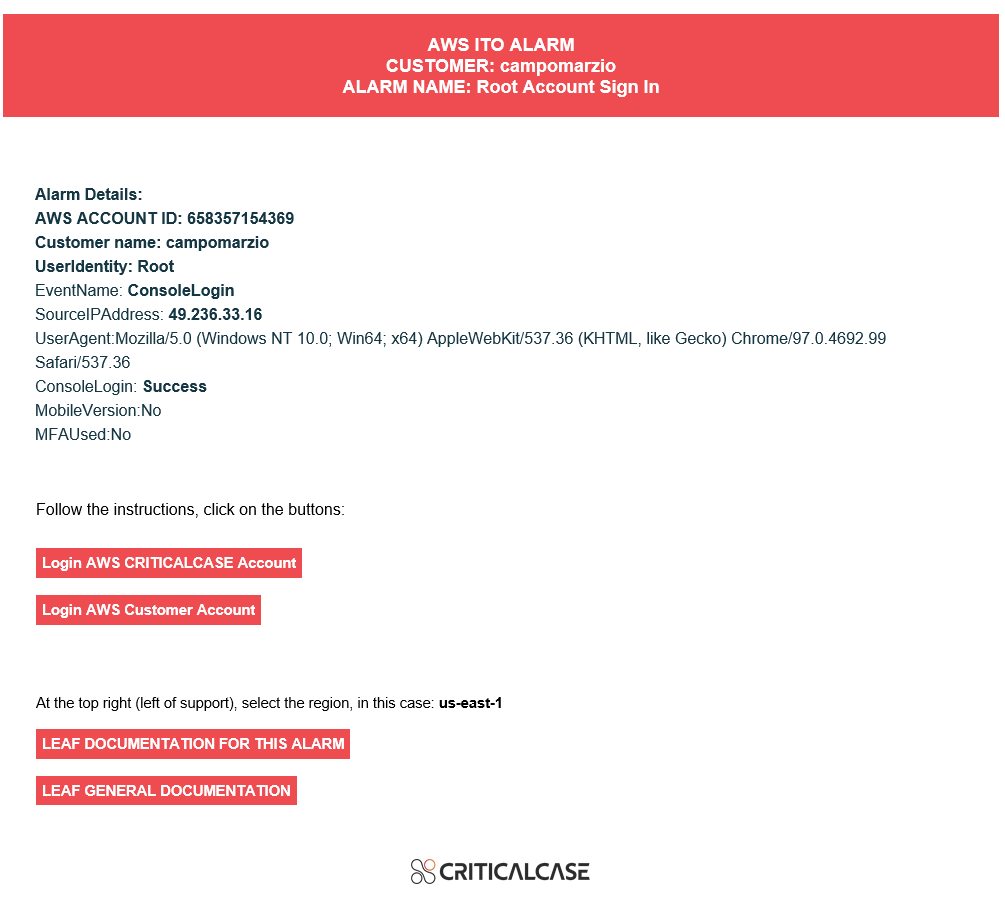 AWS ITO ALARM
CUSTOMER: campomarzio
ALARM NAME: Root Account Sign In
Alarm Details:
AWS ACCOUNT ID: 658357154369
Customer name: campomarzio
UserIdentity: Root
EventName: ConsoleLogin
SourceIPAddress: 49.236.33.16
UserAgent:Mozilla/5.0 (Windows NT 10.0; Win64; x64) AppleWebKit/537.36 (KHTML, like Gecko) Chrome/97.0.4692.99
Safari/537.36
ConsoleLogin: Success
MobileVersion:No
MFAUsed:No
Follow the instructions, click on the buttons:
Login AWS CRITICALCASE Account
Login AWS Customer Account
At the top right (left of support), select the region, in this case: us-east-1
LEAF DOCUMENTATION FOR THIS ALARM
LEAF GENERAL DOCUMENTATION
CRITICALCASE